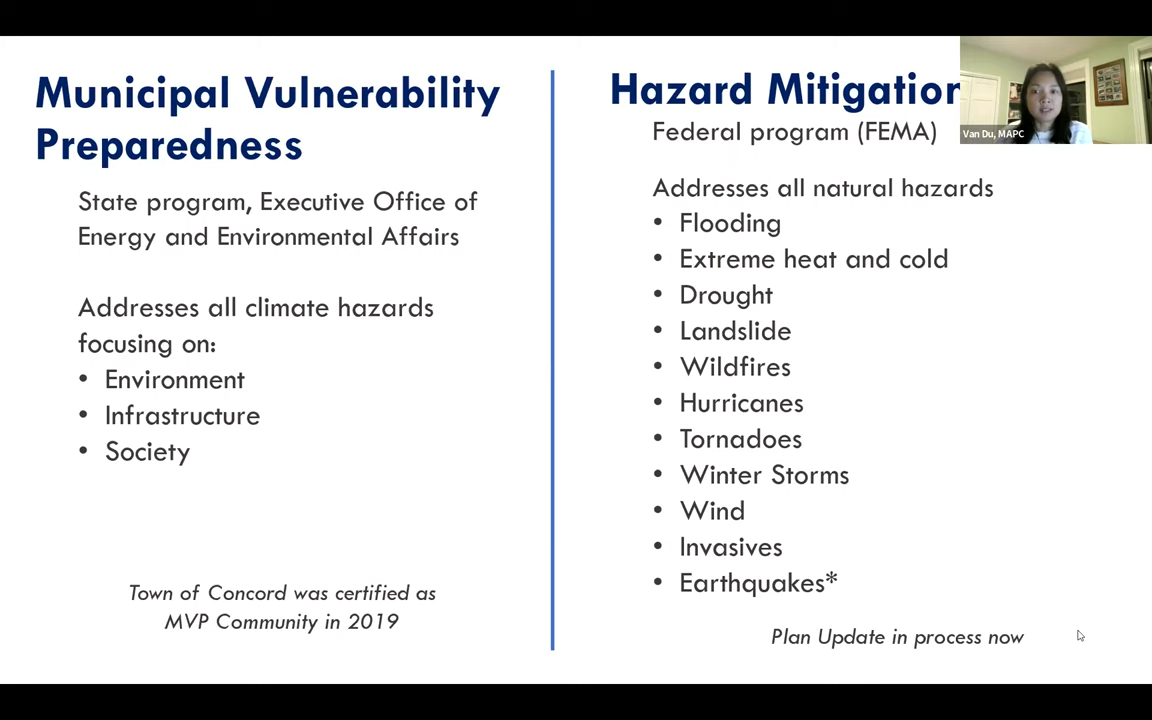 Municipal Vulnerability
Preparedness
State program, Executive Office of
Energy and Environmental Affairs
Addresses all climate hazards
focusing on:
• Environment
• Infrastructure
• Society
Town of Concord was certified as
MVP Community in 2019
Hazard Mitigation
Federal program (FEMA)
Addresses all natural hazards
• Flooding
• Extreme heat and cold
• Drought
• Landslide
• Wildfires
• Hurricanes
• Tornadoes
• Winter Storms
• Wind
• Invasives
• Earthquakes*
Plan Update in process now
Van Du, MAPC